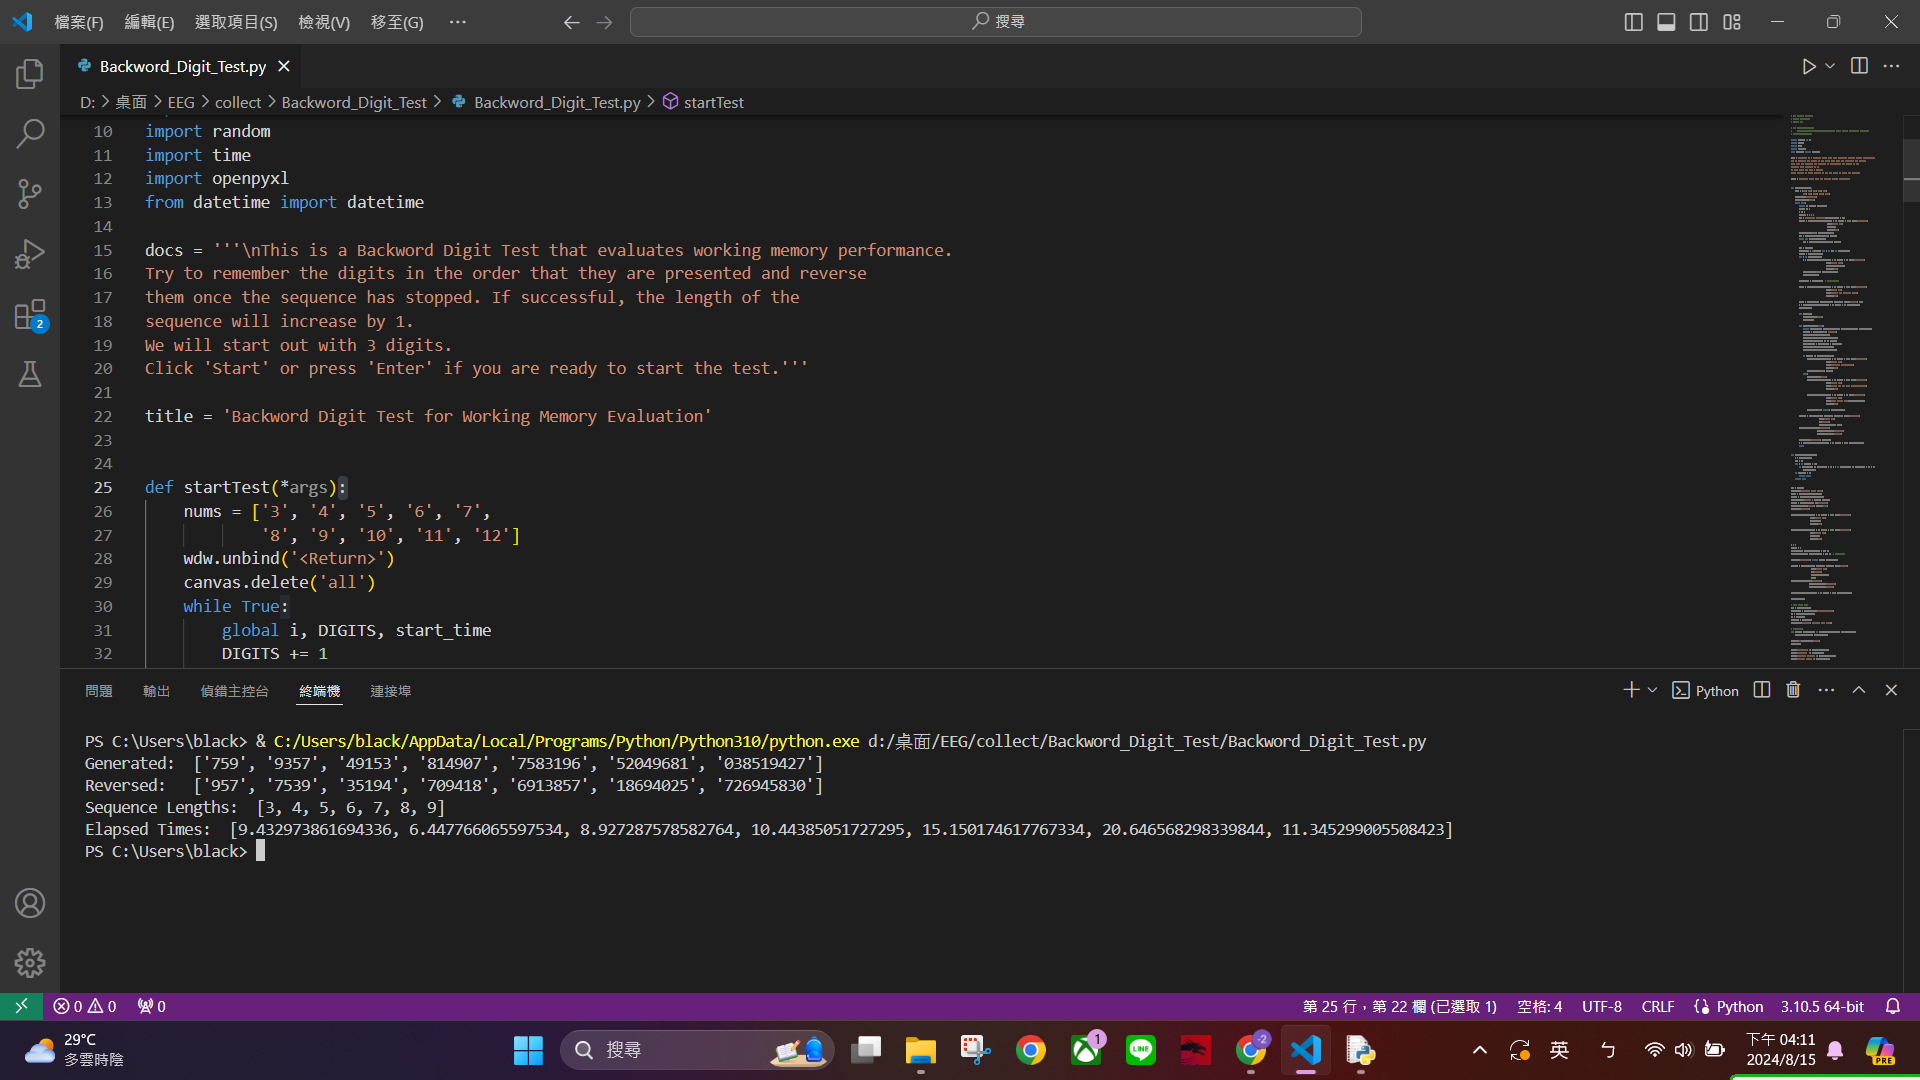 檔案(F) 編輯(E) 選取項目(S) 檢視(V) 移至(G) ··· 搜尋
Backword_Digit_Test.py
D: > 桌面 > EEG > collect > Backword_Digit_Test > Backword_Digit_Test.py > startTest
10 import random
11 import time
12 import openpyxl
13 from datetime import datetime
14
15 docs = '''\nThis is a Backword Digit Test that evaluates working memory performance.
16 Try to remember the digits in the order that they are presented and reverse
17 them once the sequence has stopped. If successful, the length of the
18 sequence will increase by 1.
19 We will start out with 3 digits.
20 Click 'Start' or press 'Enter' if you are ready to start the test.'''
21
22 title = 'Backword Digit Test for Working Memory Evaluation'
23
24
25 def startTest(*args):
26 nums = ['3', '4', '5', '6', '7',
27 '8', '9', '10', '11', '12']
28 wdw.unbind('<Return>')
29 canvas.delete('all')
30 while True:
31 global i, DIGITS, start_time
32 DIGITS += 1
2
問題 輸出 偵錯主控台 終端機 連接埠 Python
PS C:\Users\black> & C:/Users/black/AppData/Local/Programs/Python/Python310/python.exe d:/桌面/EEG/collect/Backword_Digit_Test/Backword_Digit_Test.py
Generated: ['759', '9357', '49153', '814907', '7583196', '52049681', '038519427']
Reversed: ['957', '7539', '35194', '709418', '6913857', '18694025', '726945830']
Sequence Lengths: [3, 4, 5, 6, 7, 8, 9]
Elapsed Times: [9.432973861694336, 6.447766065597534, 8.927287578582764, 10.44385051727295, 15.150174617767334, 20.646568298339844, 11.345299005508423]
PS C:\Users\black>
0 0 0 第 25 行，第 22 欄 (已選取 1) 空格: 4 UTF-8 CRLF Python 3.10.5 64-bit
29°C
多雲時陰
搜尋 1 LINE -2 英 ㄅ
下午 04:11
2024/8/15
PRE